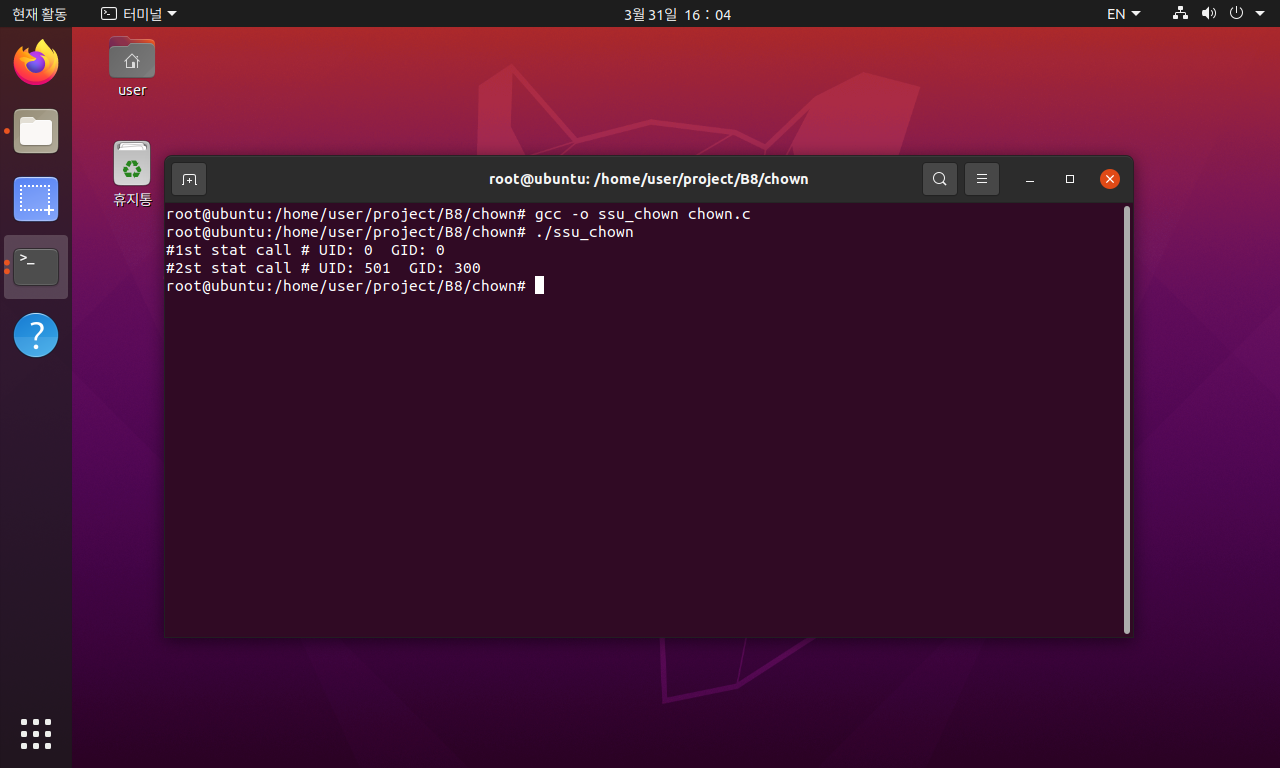 현재 활동 터미널 3월 31일 16 : 04 EN
user
휴지통
root@ubuntu: /home/user/project/B8/chown
root@ubuntu:/home/user/project/B8/chown# gcc -o ssu_chown chown.c
root@ubuntu:/home/user/project/B8/chown# ./ssu_chown
#1st stat call # UID: 0  GID: 0
#2st stat call # UID: 501  GID: 300
root@ubuntu:/home/user/project/B8/chown#